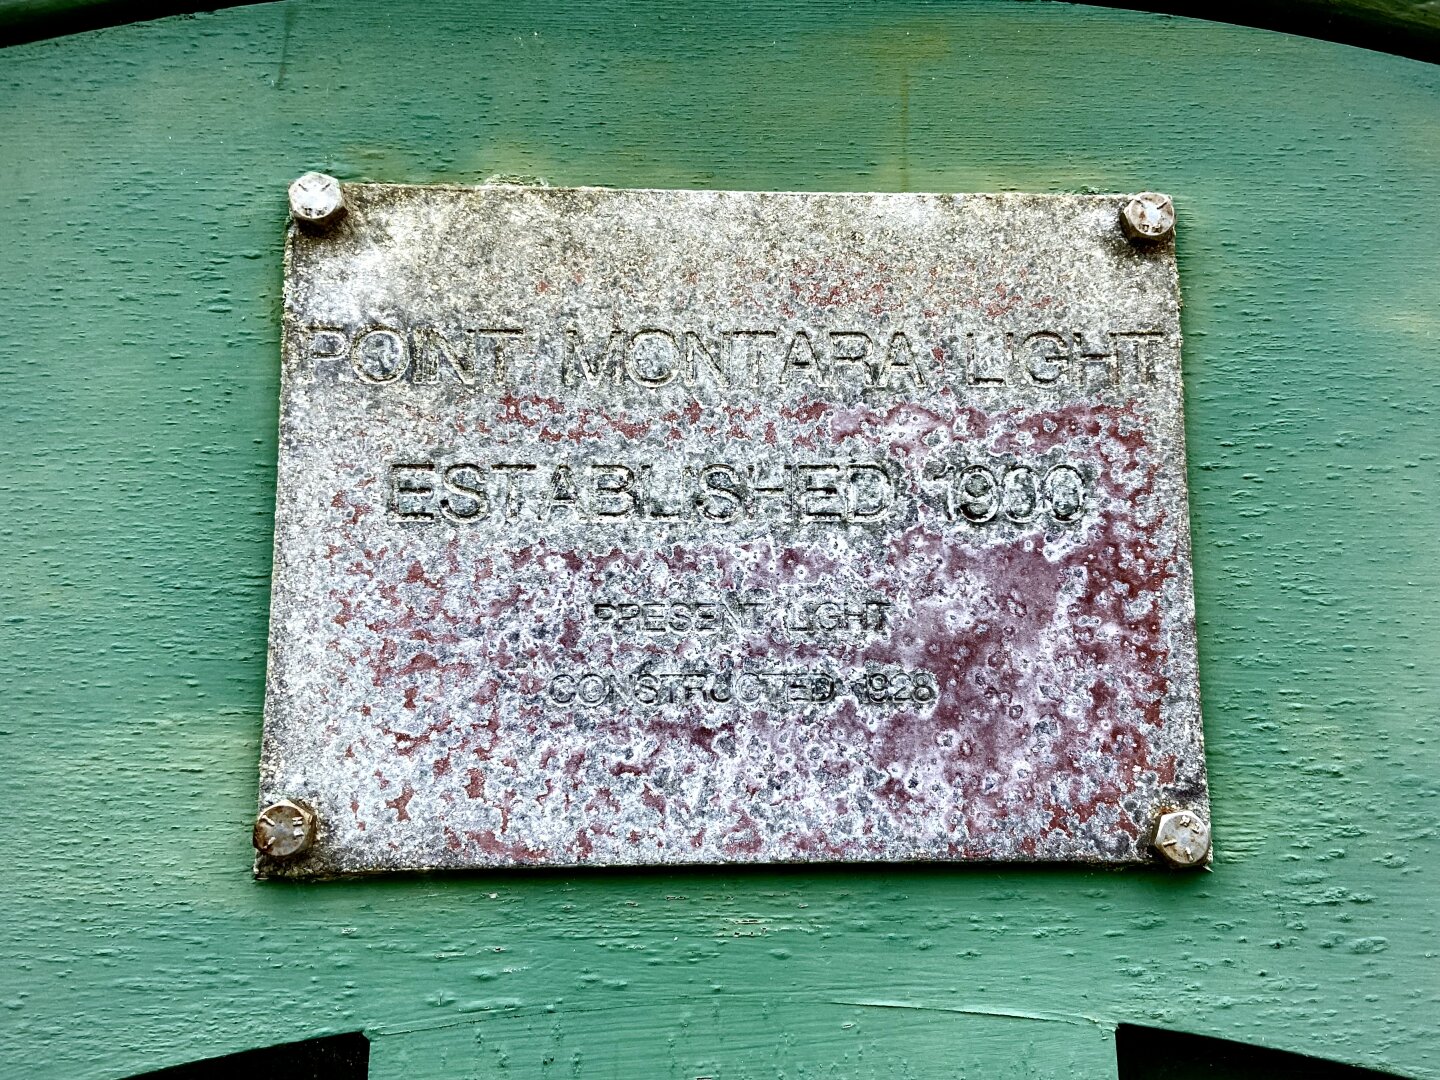 POINT MONTARA LIGHT
ESTABLISHED 1900
PRESENT LIGHT
CONSTRUCTED 1928